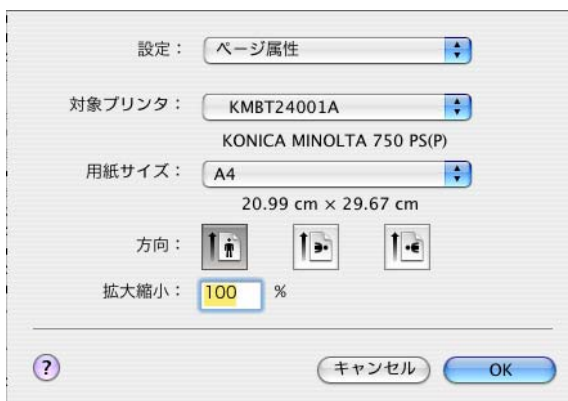 設定： ページ属性
対象プリンタ： KMBT24001A
KONICA MINOLTA 750 PS(P)
用紙サイズ： A4
20.99 cm × 29.67 cm
方向：
拡大縮小： 100 %
? キャンセル OK